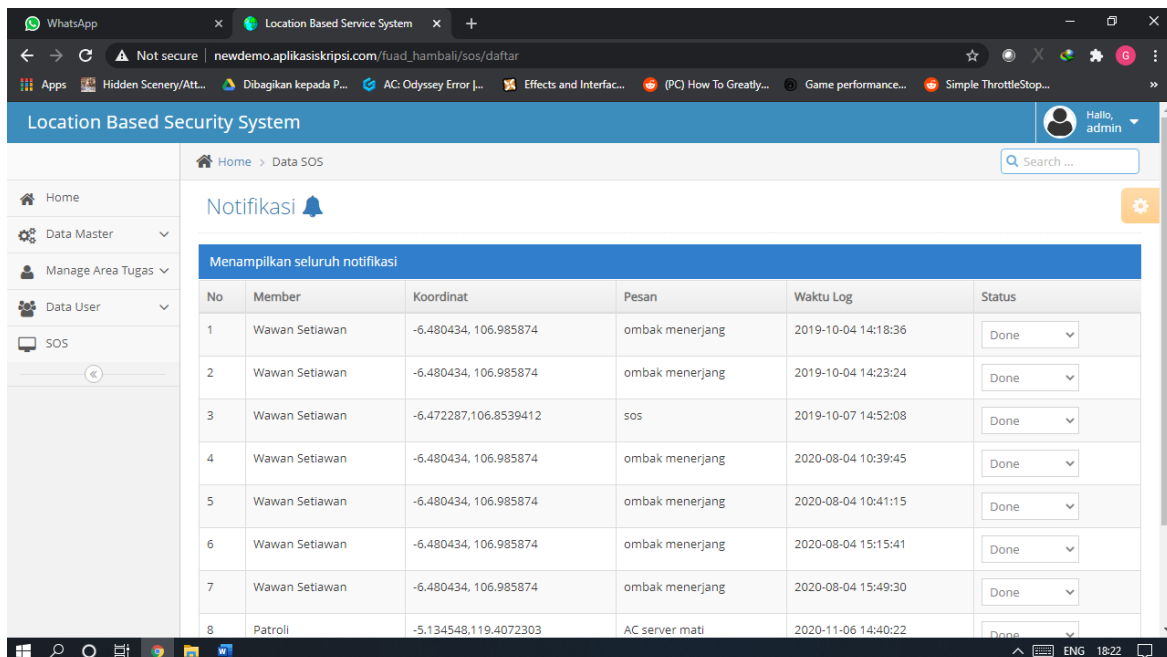 WhatsApp
Location Based Service System
Not secure | newdemo.aplikasiskripsi.com/fuad_hambali/sos/daftar
G
Apps Hidden Scenery/Att... Dibagikan kepada P... AC: Odyssey Error |... Effects and Interfac... (PC) How To Greatly... Game performance... Simple ThrottleStop... »
Location Based Security System
Hallo,
admin
Home > Data SOS
Search ...
Home
Data Master
Manage Area Tugas
Data User
SOS
Notifikasi
Menampilkan seluruh notifikasi
No Member Koordinat Pesan Waktu Log Status
1 Wawan Setiawan -6.480434, 106.985874 ombak menerjang 2019-10-04 14:18:36 Done
2 Wawan Setiawan -6.480434, 106.985874 ombak menerjang 2019-10-04 14:23:24 Done
3 Wawan Setiawan -6.472287,106.8539412 sos 2019-10-07 14:52:08 Done
4 Wawan Setiawan -6.480434, 106.985874 ombak menerjang 2020-08-04 10:39:45 Done
5 Wawan Setiawan -6.480434, 106.985874 ombak menerjang 2020-08-04 10:41:15 Done
6 Wawan Setiawan -6.480434, 106.985874 ombak menerjang 2020-08-04 15:15:41 Done
7 Wawan Setiawan -6.480434, 106.985874 ombak menerjang 2020-08-04 15:49:30 Done
8 Patroli -5.134548,119.4072303 AC server mati 2020-11-06 14:40:22 Done
ENG 18:22